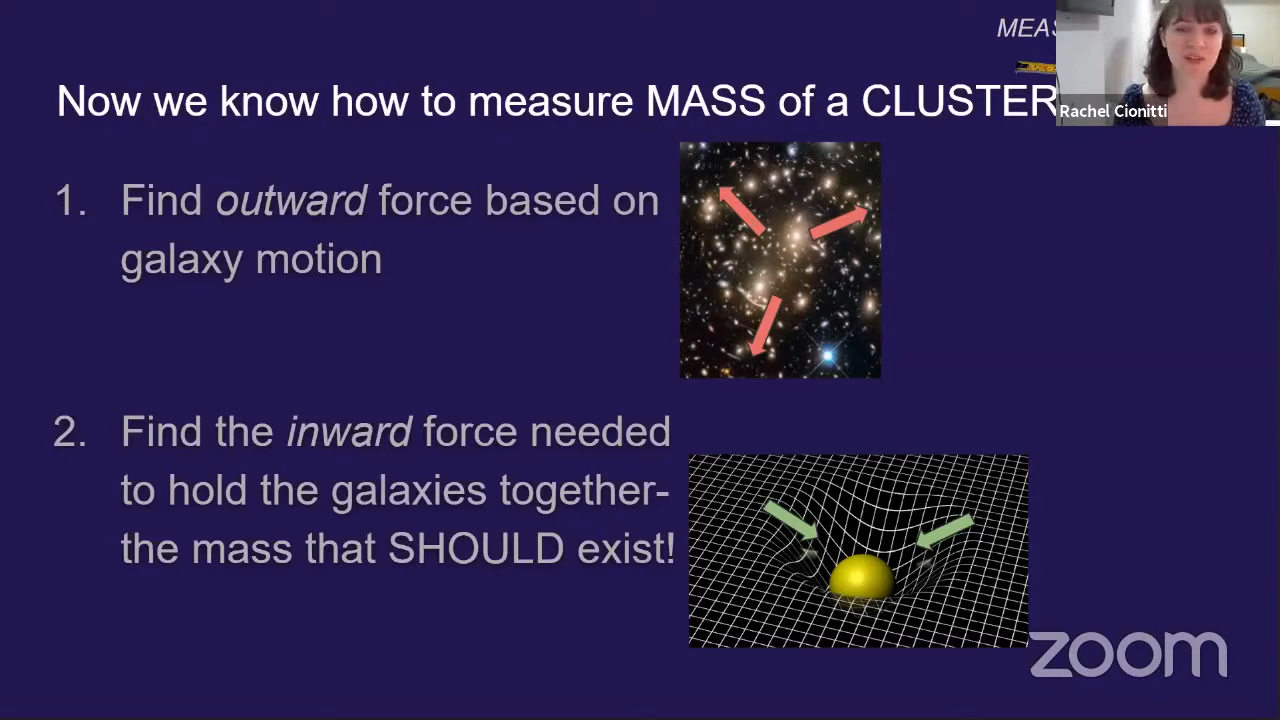 MEAS
Now we know how to measure MASS of a CLUSTER
Rachel Cionitti
1. Find outward force based on
galaxy motion
2. Find the inward force needed
to hold the galaxies together-
the mass that SHOULD exist!
zoom